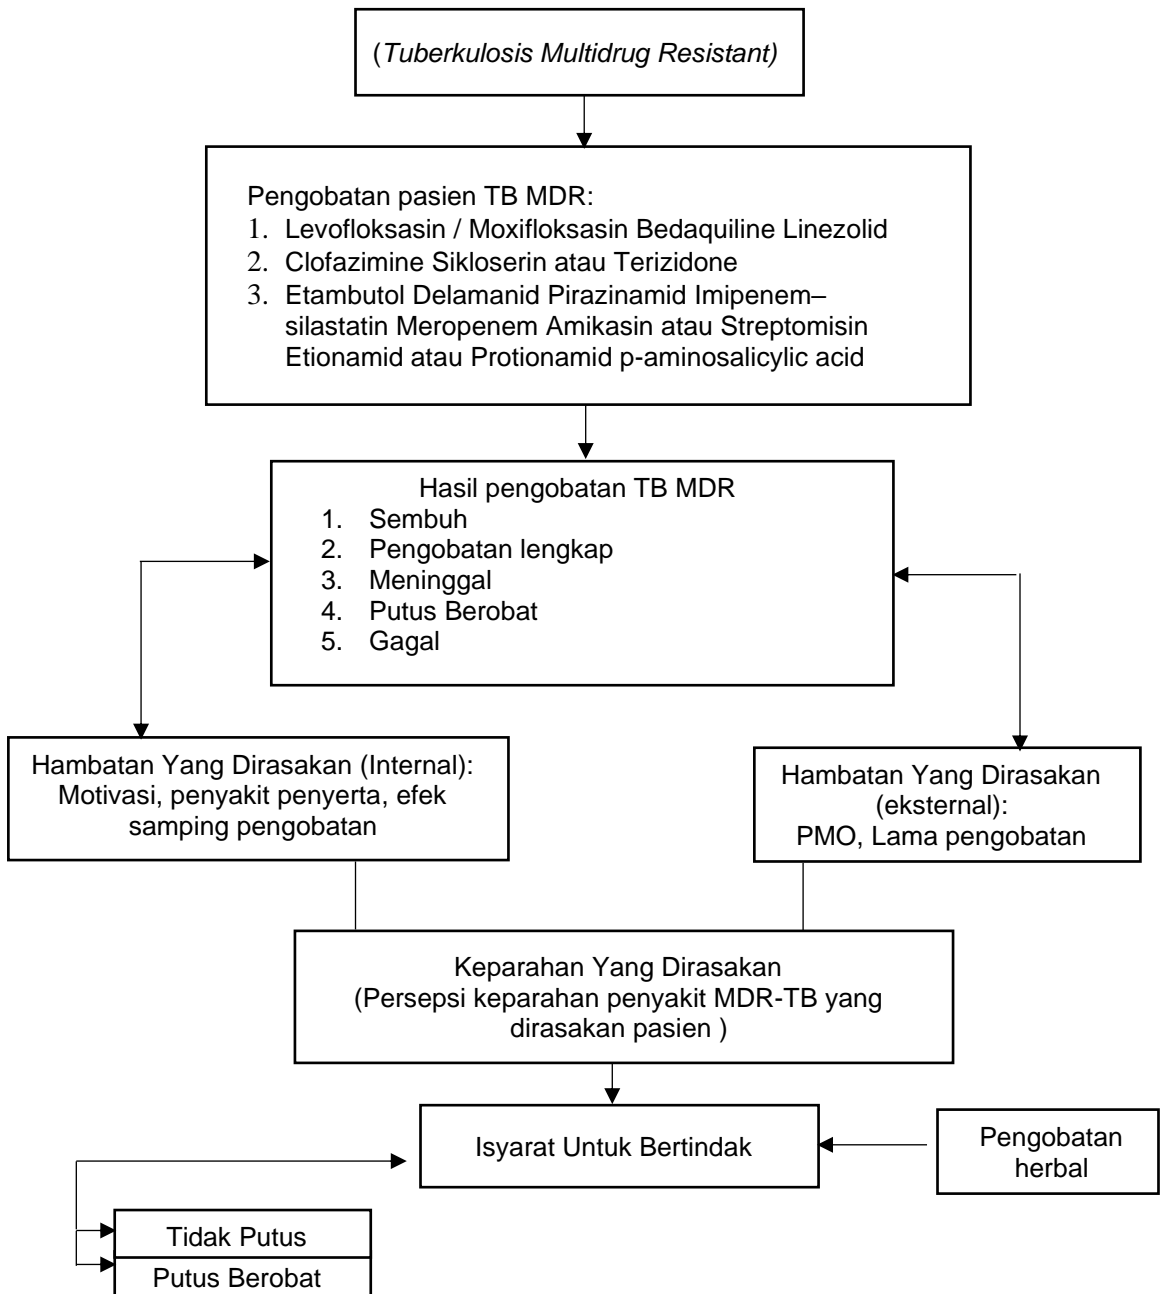 (Tuberkulosis Multidrug Resistant)
Pengobatan pasien TB MDR:
1. Levofloksasin / Moxifloksasin Bedaquiline Linezolid
2. Clofazimine Sikloserin atau Terizidone
3. Etambutol Delamanid Pirazinamid Imipenem–
silastatin Meropenem Amikasin atau Streptomisin
Etionamid atau Protionamid p-aminosalicylic acid
Hasil pengobatan TB MDR
1. Sembuh
2. Pengobatan lengkap
3. Meninggal
4. Putus Berobat
5. Gagal
Hambatan Yang Dirasakan (Internal):
Motivasi, penyakit penyerta, efek
samping pengobatan
Hambatan Yang Dirasakan
(eksternal):
PMO, Lama pengobatan
Keparahan Yang Dirasakan
(Persepsi keparahan penyakit MDR-TB yang
dirasakan pasien )
Isyarat Untuk Bertindak
Pengobatan
herbal
Tidak Putus
Putus Berobat